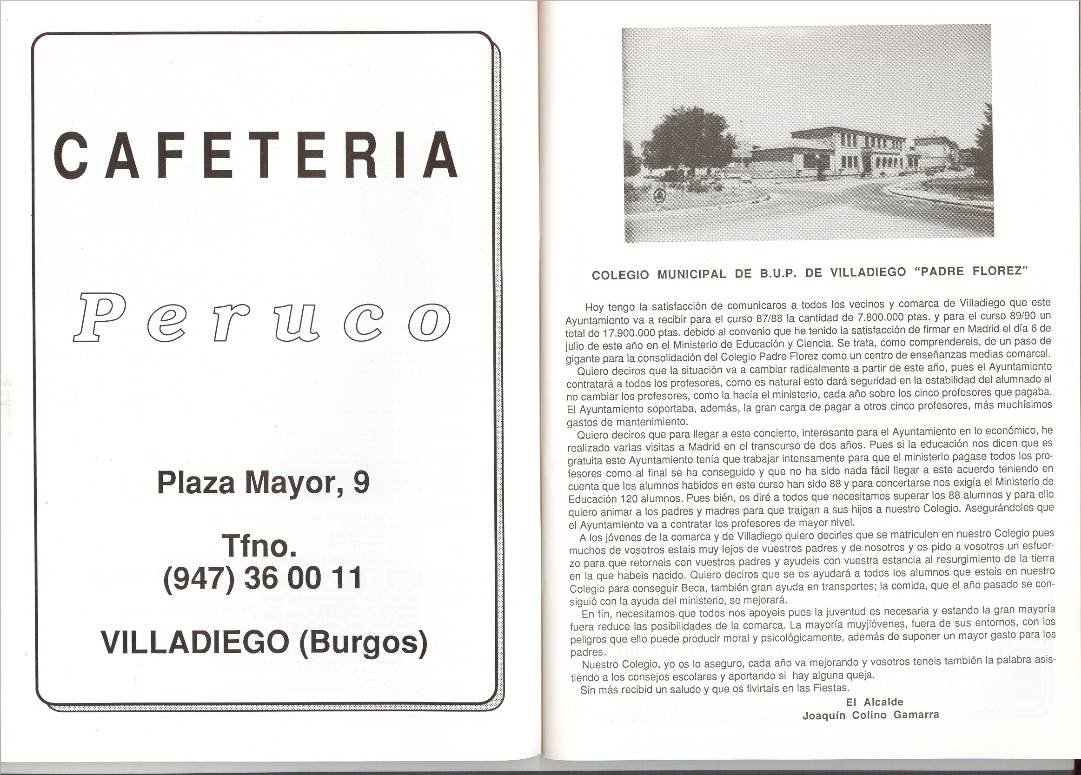 CAFETERIA
Peruco
Plaza Mayor, 9
Tfno.
(947) 36 00 11
VILLADIEGO (Burgos)
COLEGIO MUNICIPAL DE B.U.P. DE VILLADIEGO “PADRE FLOREZ”
Hoy tengo la satisfacción de comunicaros a todos los vecinos y comarca de Villadiego que este
Ayuntamiento va a recibir para el curso 87/88 la cantidad de 7.800.000 ptas. y para el curso 89/90 un
total de 17.900.000 ptas. debido al convenio que he tenido la satisfacción de firmar en Madrid el día 6 de
julio de este año en el Ministerio de Educación y Ciencia. Se trata, como comprendereis, de un paso de
gigante para la consolidación del Colegio Padre Florez como un centro de enseñanzas medias comarcal.
Quiero deciros que la situación va a cambiar radicalmente a partir de este año, pues el Ayuntamiento
contratará a todos los profesores, como es natural esto dará seguridad en la estabilidad del alumnado al
no cambiar los profesores, como la hacía el ministerio, cada año sobre los cinco profesores que pagaba.
El Ayuntamiento soportaba, además, la gran carga de pagar a otros cinco profesores, más muchísimos
gastos de mantenimiento.
Quiero deciros que para llegar a este concierto, interesante para el Ayuntamiento en lo económico, he
realizado varias visitas a Madrid en el transcurso de dos años. Pues si la educación nos dicen que es
gratuita este Ayuntamiento tenía que trabajar intensamente para que el ministerio pagase todos los pro-
fesores como al final se ha conseguido y que no ha sido nada fácil llegar a este acuerdo teniendo en
cuenta que los alumnos habidos en este curso han sido 88 y para concertarse nos exigía el Ministerio de
Educación 120 alumnos. Pues bién, os diré a todos que necesitamos superar los 88 alumnos y para ello
quiero animar a los padres y madres para que traigan a sus hijos a nuestro Colegio. Asegurándoles que
el Ayuntamiento va a contratar los profesores de mayor nivel.
A los jóvenes de la comarca y de Villadiego quiero decirles que se matriculen en nuestro Colegio pues
muchos de vosotros estais muy lejos de vuestros padres y de nosotros y os pido a vosotros un esfuer-
zo para que retorneis con vuestros padres y ayudeis con vuestra estancia al resurgimiento de la tierra
en la que habeis nacido. Quiero deciros que se os ayudará a todos los alumnos que esteis en nuestro
Colegio para conseguir Beca, también gran ayuda en transportes; la comida, que el año pasado se con-
siguió con la ayuda del ministerio, se mejorará.
En fín, necesitamos que todos nos apoyeis pues la juventud es necesaria y estando la gran mayoría
fuera reduce las posibilidades de la comarca. La mayoría muyjlóvenes, fuera de sus entornos, con los
peligros que ello puede producir moral y psicológicamente, además de suponer un mayor gasto para los
padres.
Nuestro Colegio, yo os lo aseguro, cada año va mejorando y vosotros teneis también la palabra asis-
tiendo a los consejos escolares y aportando si hay alguna queja.
Sin más recibid un saludo y que os fivirtais en las Fiestas.
El Alcalde
Joaquín Colino Gamarra